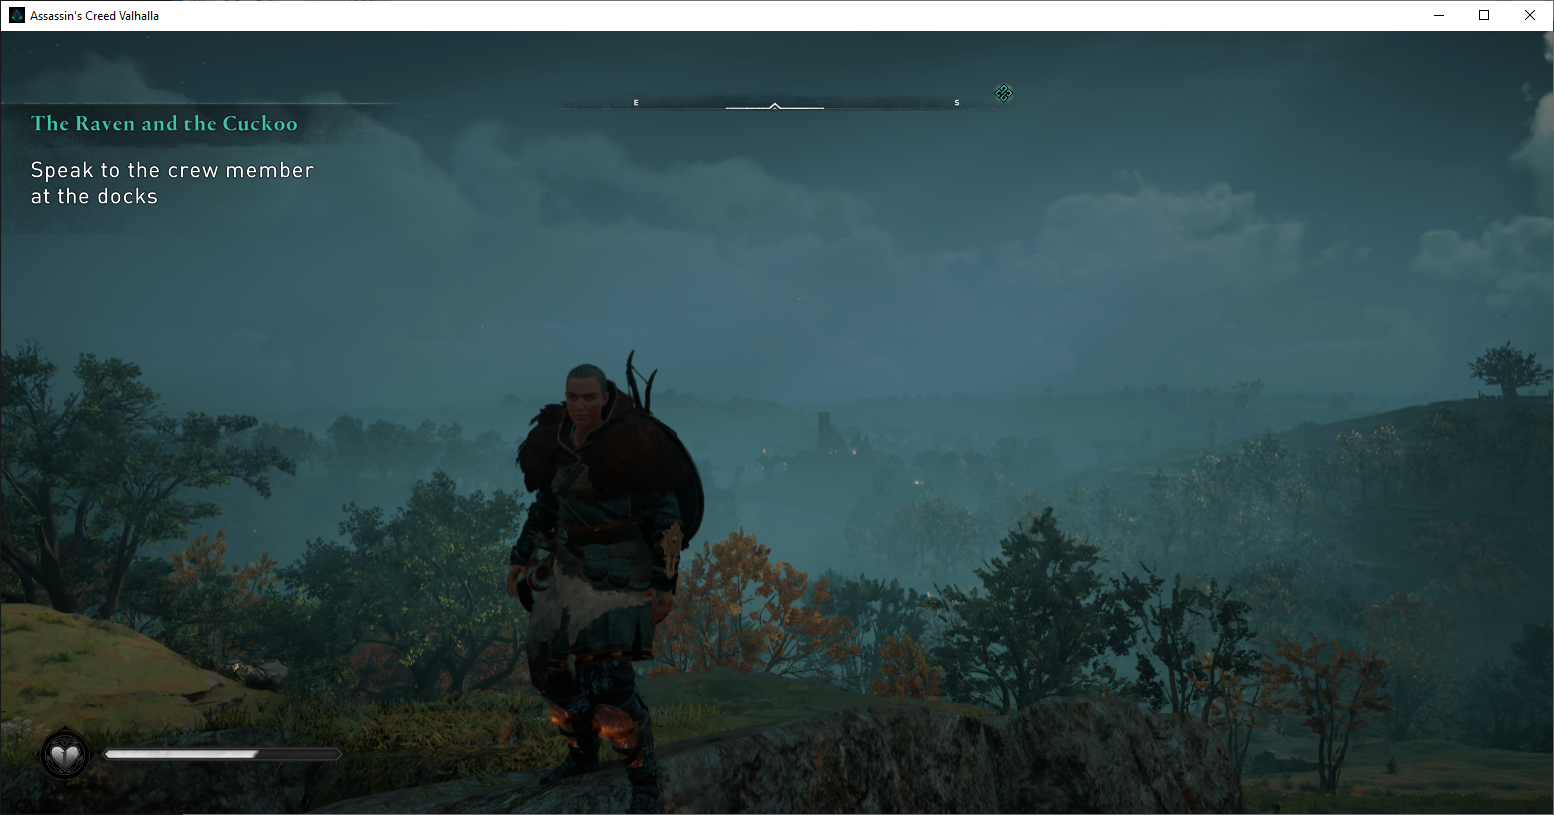 Assassin's Creed Valhalla
E
S
The Raven and the Cuckoo
Speak to the crew member
at the docks